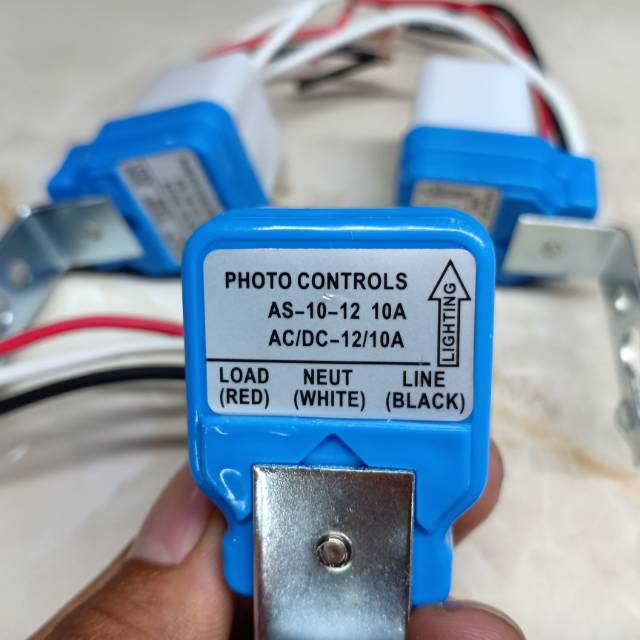 PHOTO CONTROLS
AS-10-12 10A
AC/DC-12/10A
LIGHTING
LOAD NEUT LINE
(RED) (WHITE) (BLACK)